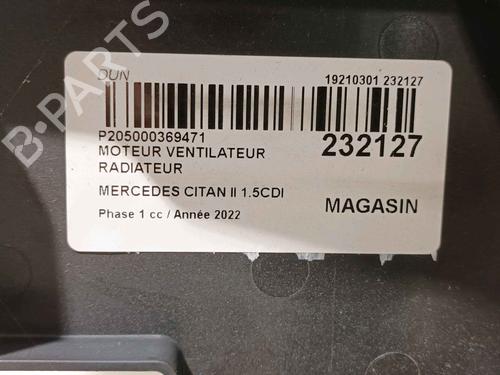 DUN
19210301 232127
P205000369471
232127
MOTEUR VENTILATEUR
RADIATEUR
MERCEDES CITAN II 1.5CDI
Phase 1 cc / Année 2022
MAGASIN
B-PARTS